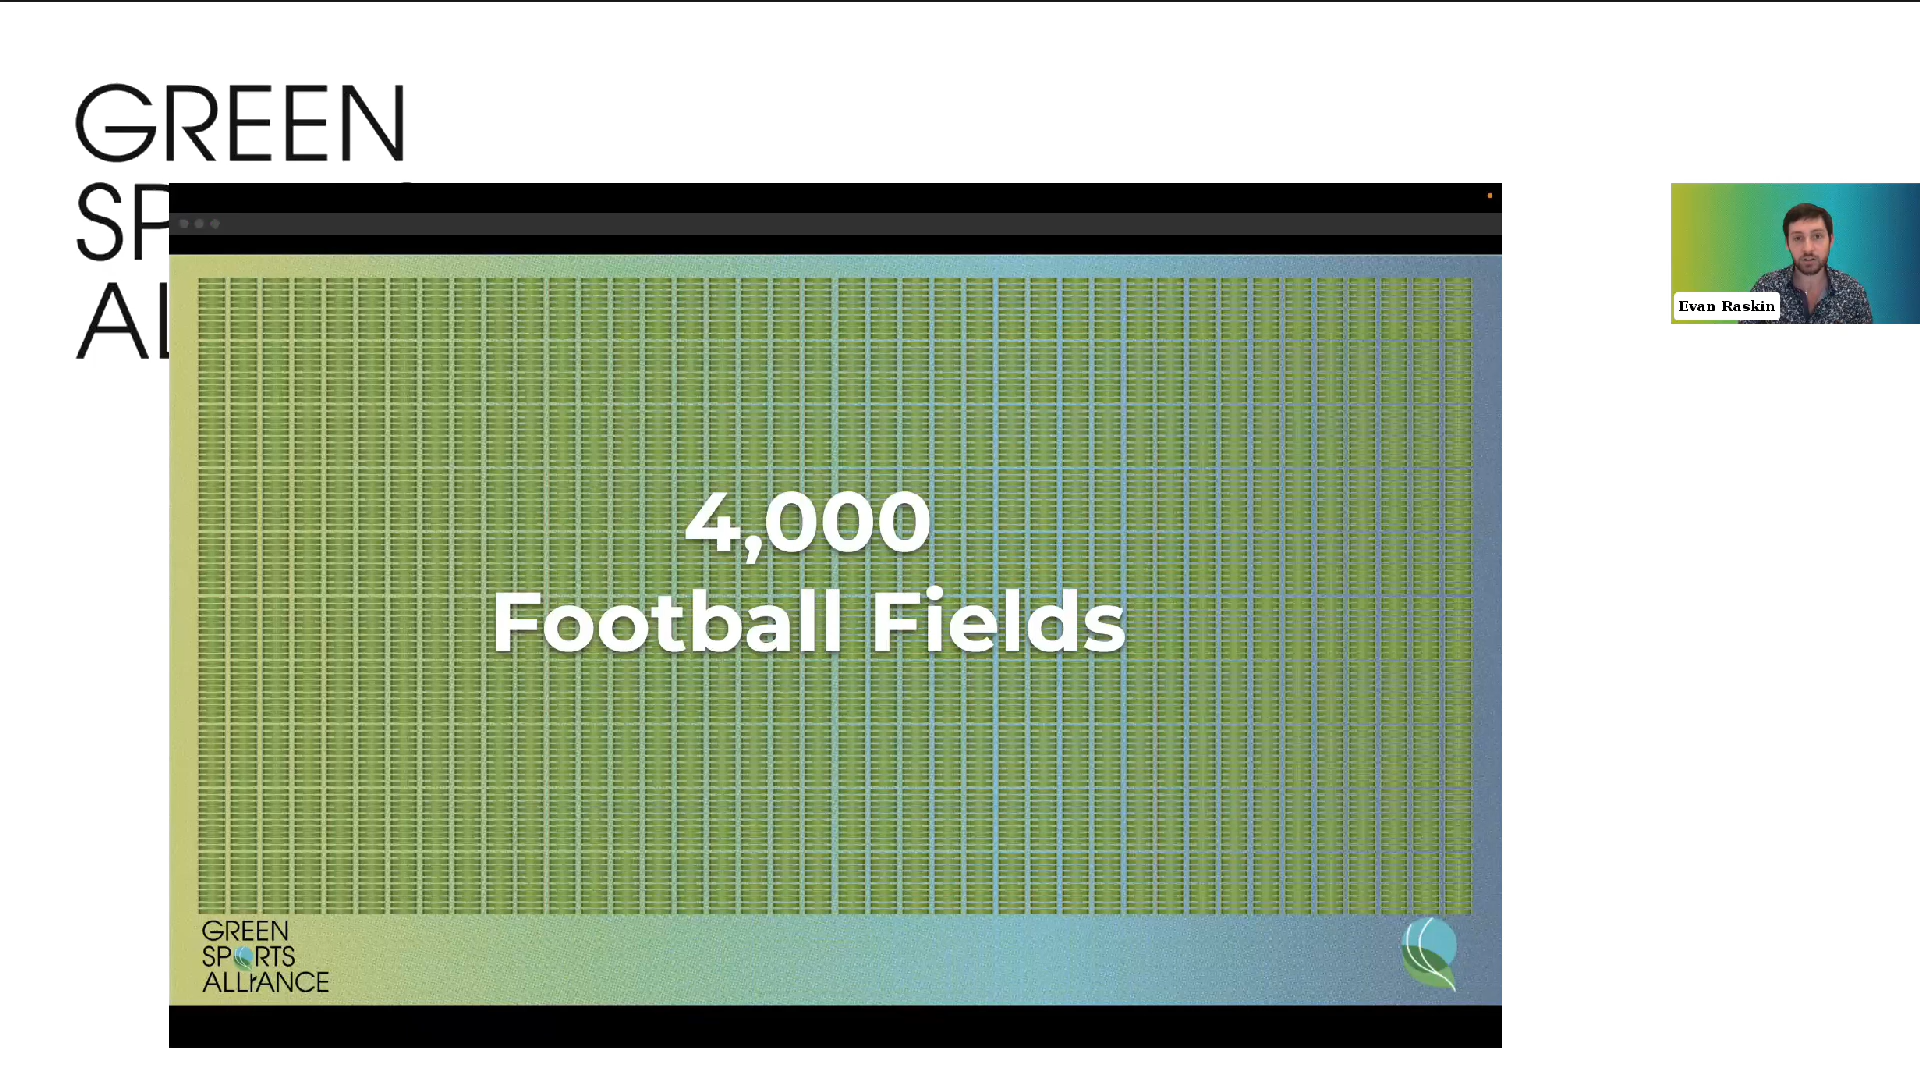 GREEN
SP
AL
4,000
Football Fields
GREEN
SPORTS
ALLIANCE
Evan Raskin